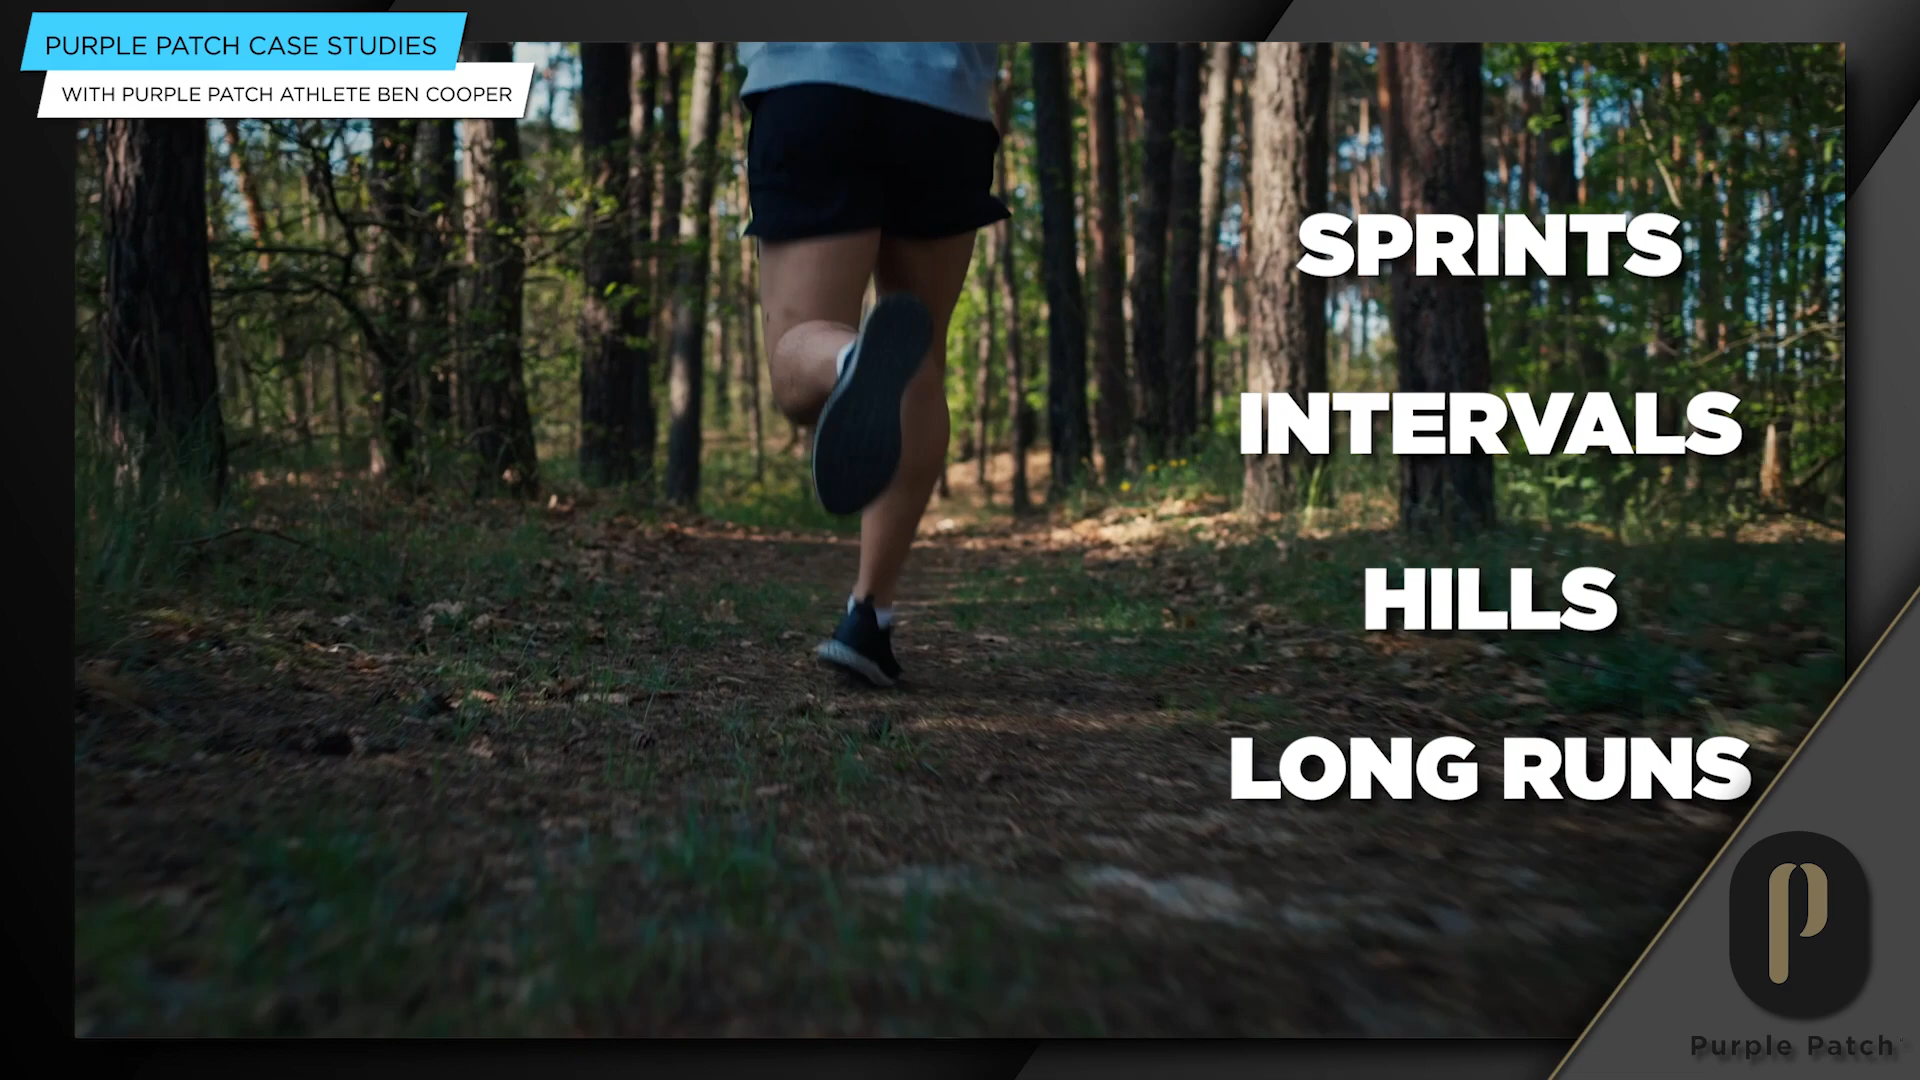 PURPLE PATCH CASE STUDIES
WITH PURPLE PATCH ATHLETE BEN COOPER
SPRINTS
INTERVALS
HILLS
LONG RUNS
Purple Patch